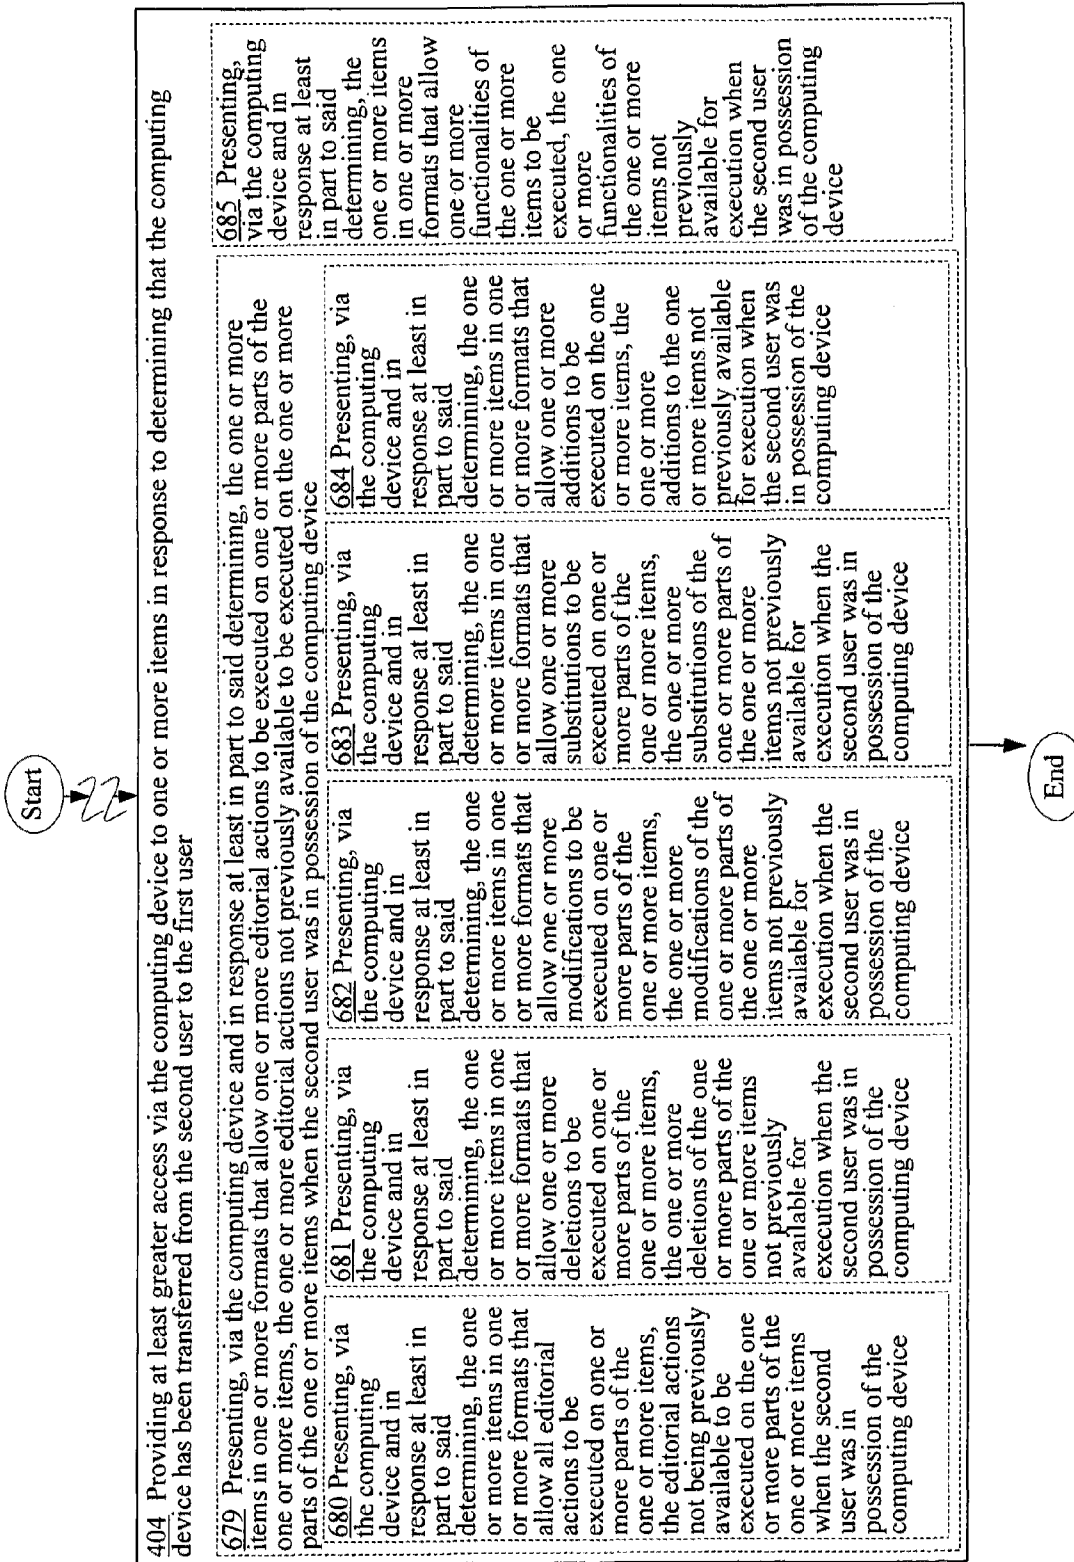 Start
404 Providing at least greater access via the computing device to one or more items in response to determining that the computing
device has been transferred from the second user to the first user
679 Presenting, via the computing device and in response at least in part to said determining, the one or more
items in one or more formats that allow one or more editorial actions to be executed on one or more parts of the
one or more items, the one or more editorial actions not previously available to be executed on the one or more
parts of the one or more items when the second user was in possession of the computing device
680 Presenting, via
the computing
device and in
response at least in
part to said
determining, the one
or more items in one
or more formats that
allow all editorial
actions to be
executed on one or
more parts of the
one or more items,
the editorial actions
not being previously
available to be
executed on the one
or more parts of the
one or more items
when the second
user was in
possession of the
computing device
681 Presenting, via
the computing
device and in
response at least in
part to said
determining, the one
or more items in one
or more formats that
allow one or more
deletions to be
executed on one or
more parts of the
one or more items,
the one or more
deletions of the one
or more parts of the
one or more items
not previously
available for
execution when the
second user was in
possession of the
computing device
682 Presenting, via
the computing
device and in
response at least in
part to said
determining, the one
or more items in one
or more formats that
allow one or more
modifications to be
executed on one or
more parts of the
one or more items,
the one or more
modifications of the
one or more parts of
the one or more
items not previously
available for
execution when the
second user was in
possession of the
computing device
683 Presenting, via
the computing
device and in
response at least in
part to said
determining, the one
or more items in one
or more formats that
allow one or more
substitutions to be
executed on one or
more parts of the
one or more items,
the one or more
substitutions of the
one or more parts of
the one or more
items not previously
available for
execution when the
second user was in
possession of the
computing device
684 Presenting, via
the computing
device and in
response at least in
part to said
determining, the one
or more items in one
or more formats that
allow one or more
additions to be
executed on the one
or more items, the
one or more
additions to the one
or more items not
previously available
for execution when
the second user was
in possession of the
computing device
685 Presenting,
via the computing
device and in
response at least
in part to said
determining, the
one or more items
in one or more
formats that allow
one or more
functionalities of
the one or more
items to be
executed, the one
or more
functionalities of
the one or more
items not
previously
available for
execution when
the second user
was in possession
of the computing
device
End